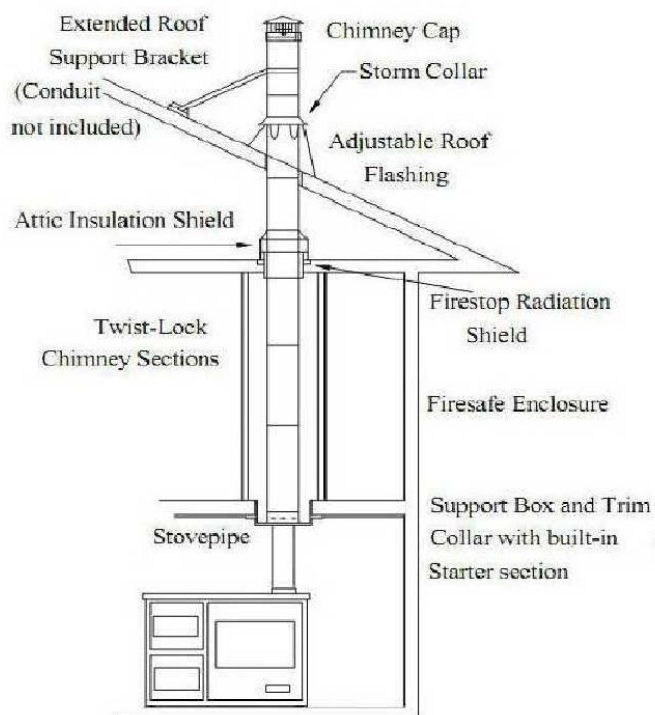 Extended Roof
Support Bracket
(Conduit
not included)
Chimney Cap
Storm Collar
Adjustable Roof
Flashing
Attic Insulation Shield
Firestop Radiation
Shield
Twist-Lock
Chimney Sections
Firesafe Enclosure
Stovepipe
Support Box and Trim
Collar with built-in
Starter section